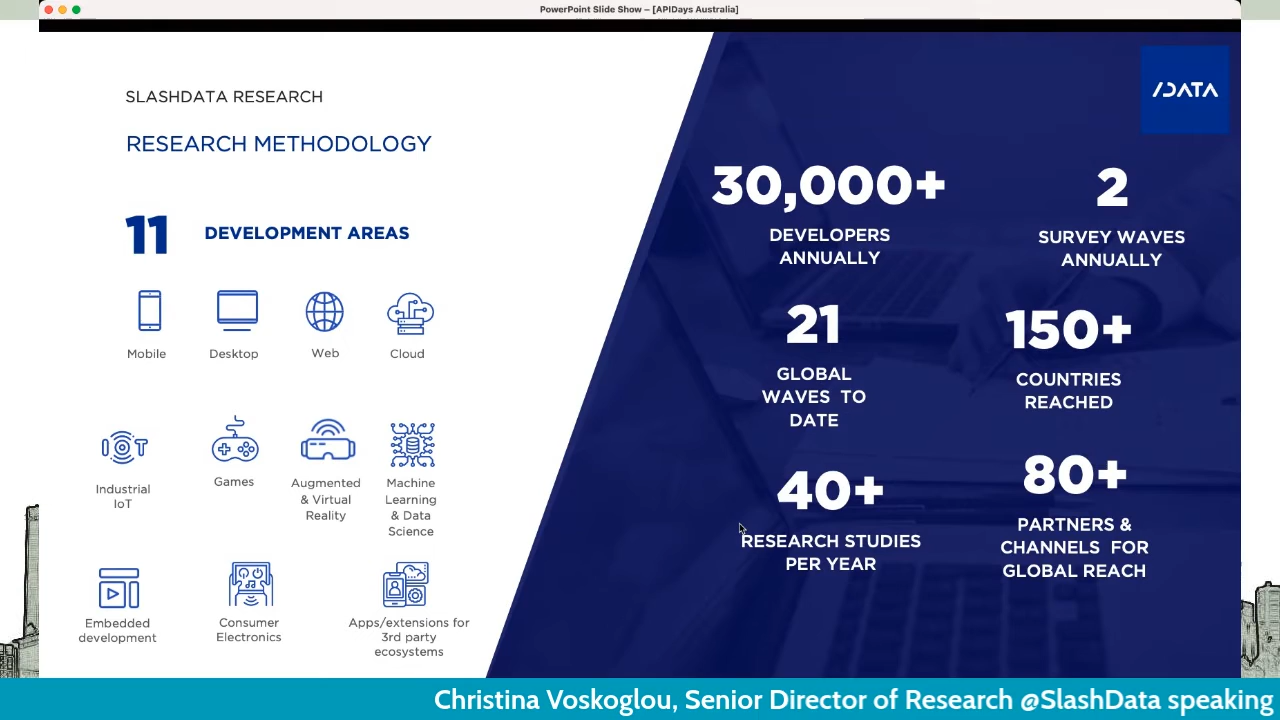 PowerPoint Slide Show – [APIDays Australia]
SLASHDATA RESEARCH
RESEARCH METHODOLOGY
11 DEVELOPMENT AREAS
Mobile
Desktop
Web
Cloud
IOT
Industrial
IoT
Games
Augmented
& Virtual
Reality
Machine
Learning
& Data
Science
Embedded
development
Consumer
Electronics
Apps/extensions for
3rd party
ecosystems
/DATA
30,000+
DEVELOPERS
ANNUALLY
2
SURVEY WAVES
ANNUALLY
21
GLOBAL
WAVES TO
DATE
150+
COUNTRIES
REACHED
40+
RESEARCH STUDIES
PER YEAR
80+
PARTNERS &
CHANNELS FOR
GLOBAL REACH
Christina Voskoglou, Senior Director of Research @SlashData speaking